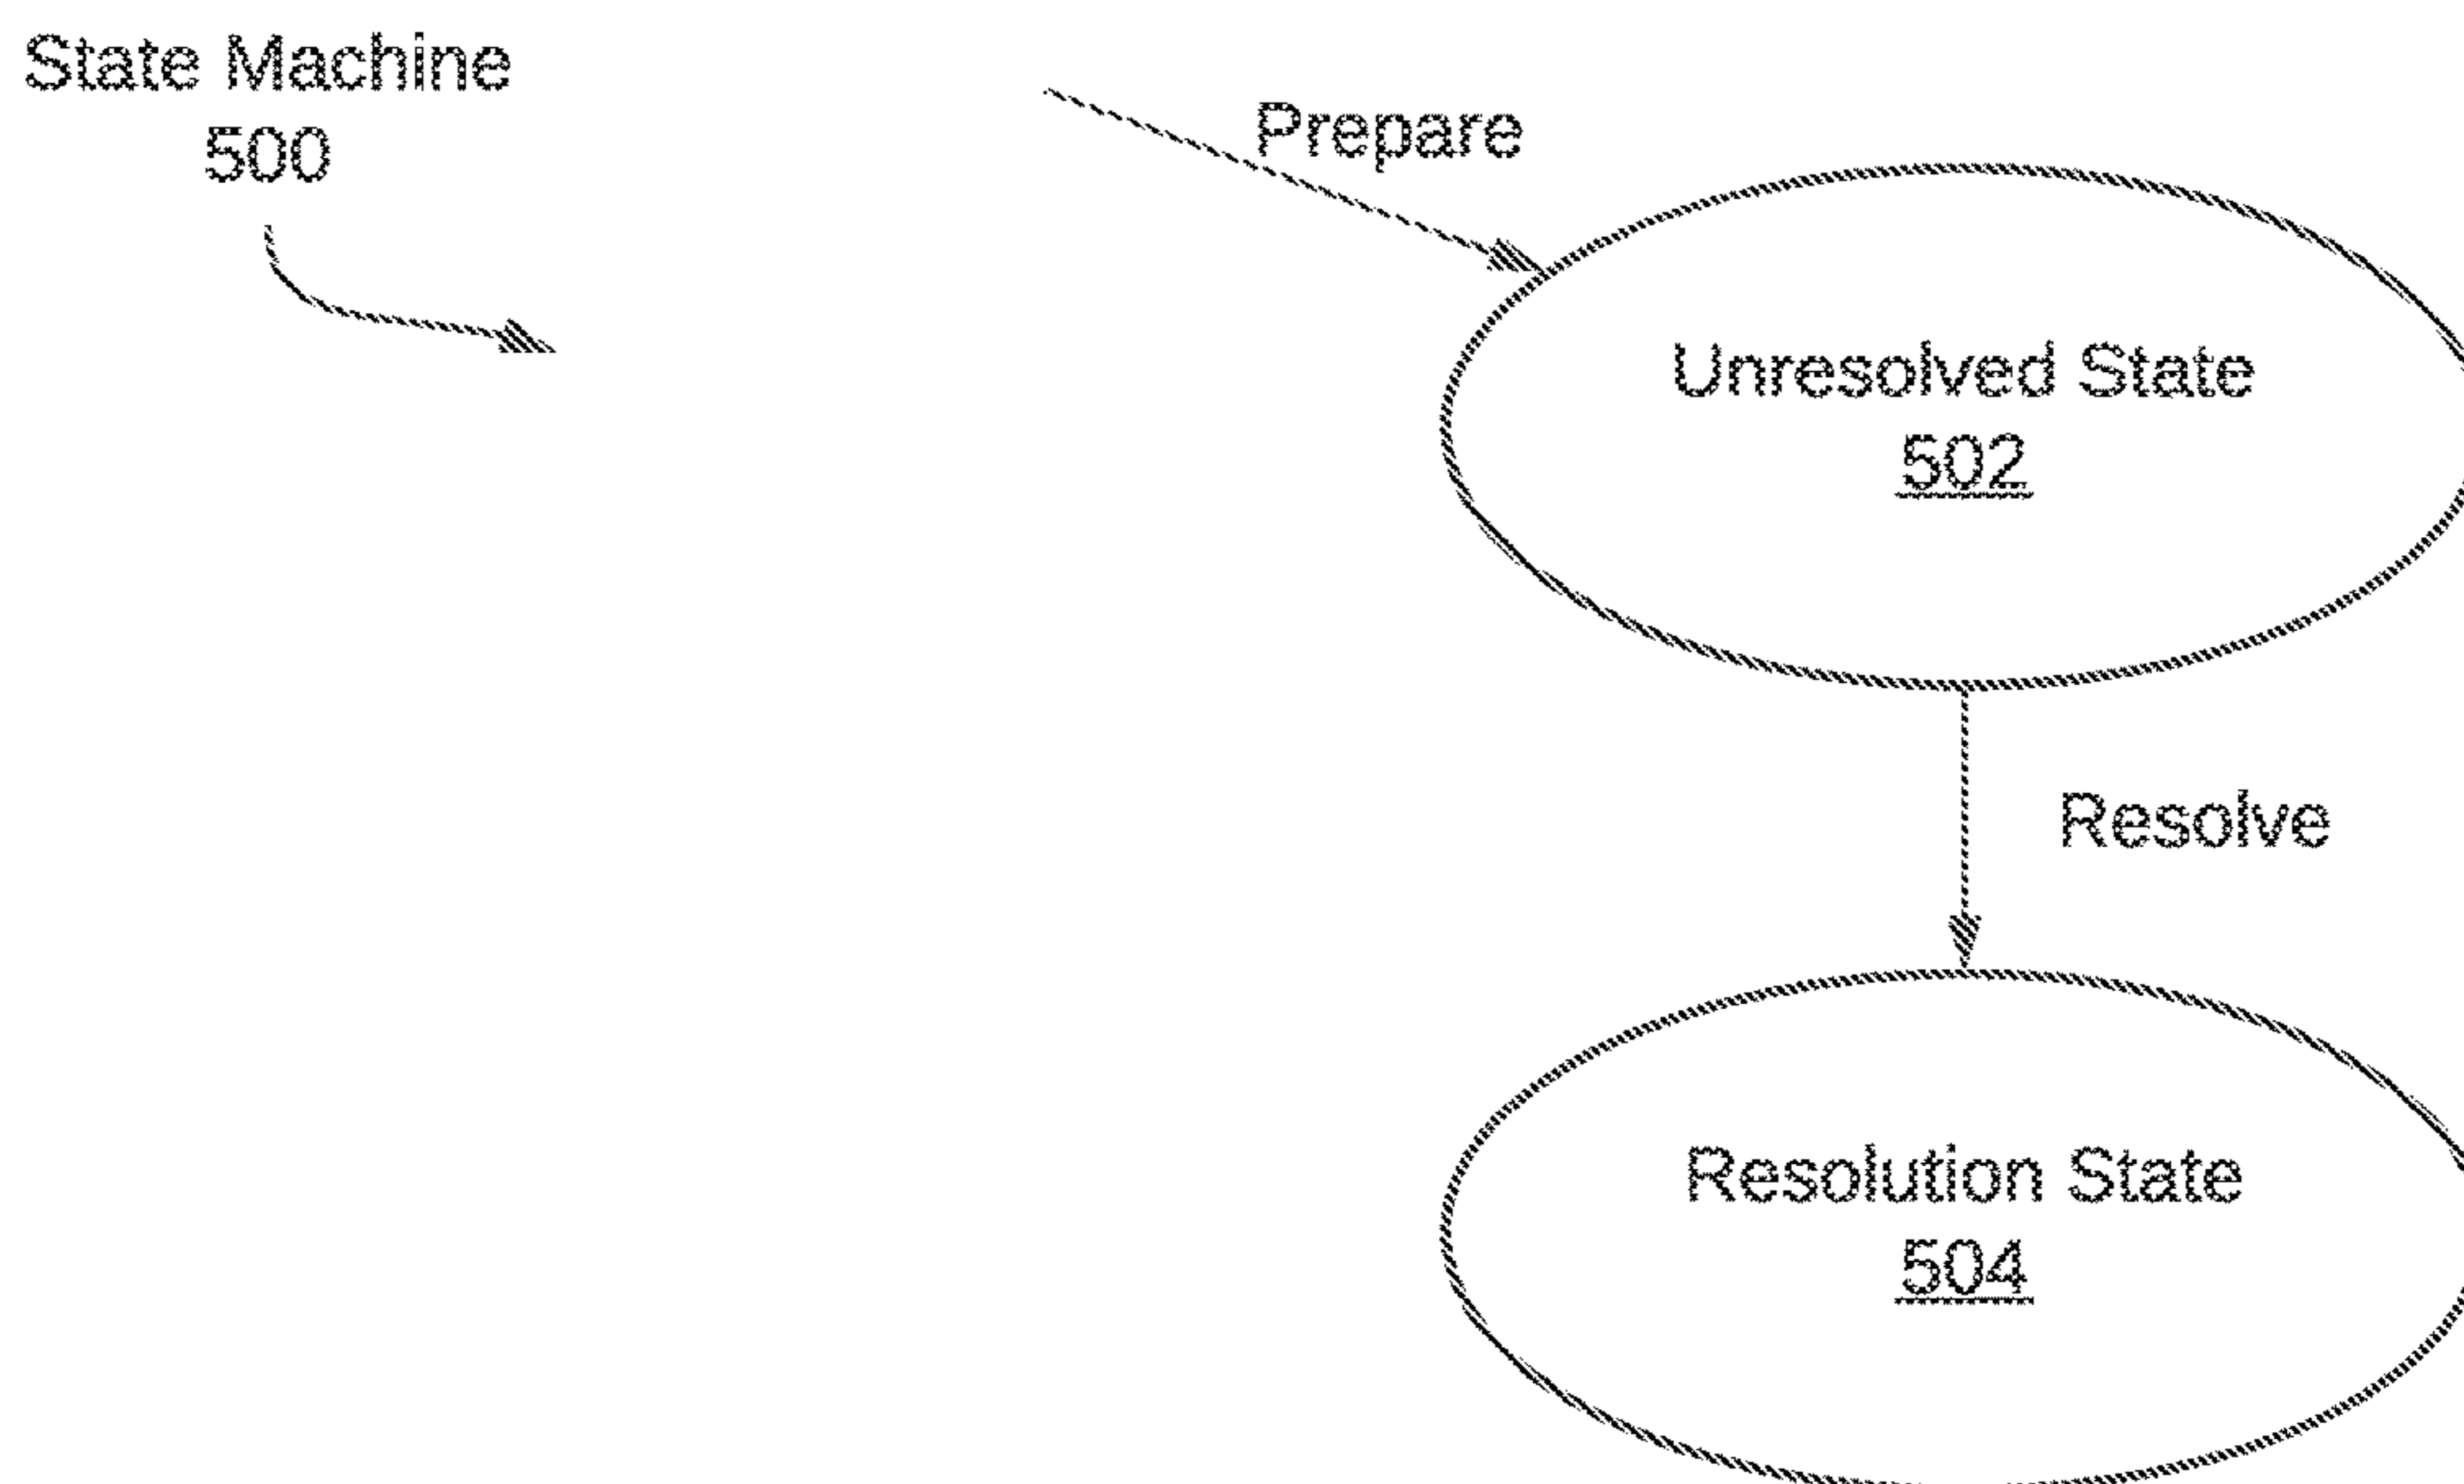 State Machine
500
Prepare
Unresolved State
502
Resolve
Resolution State
504